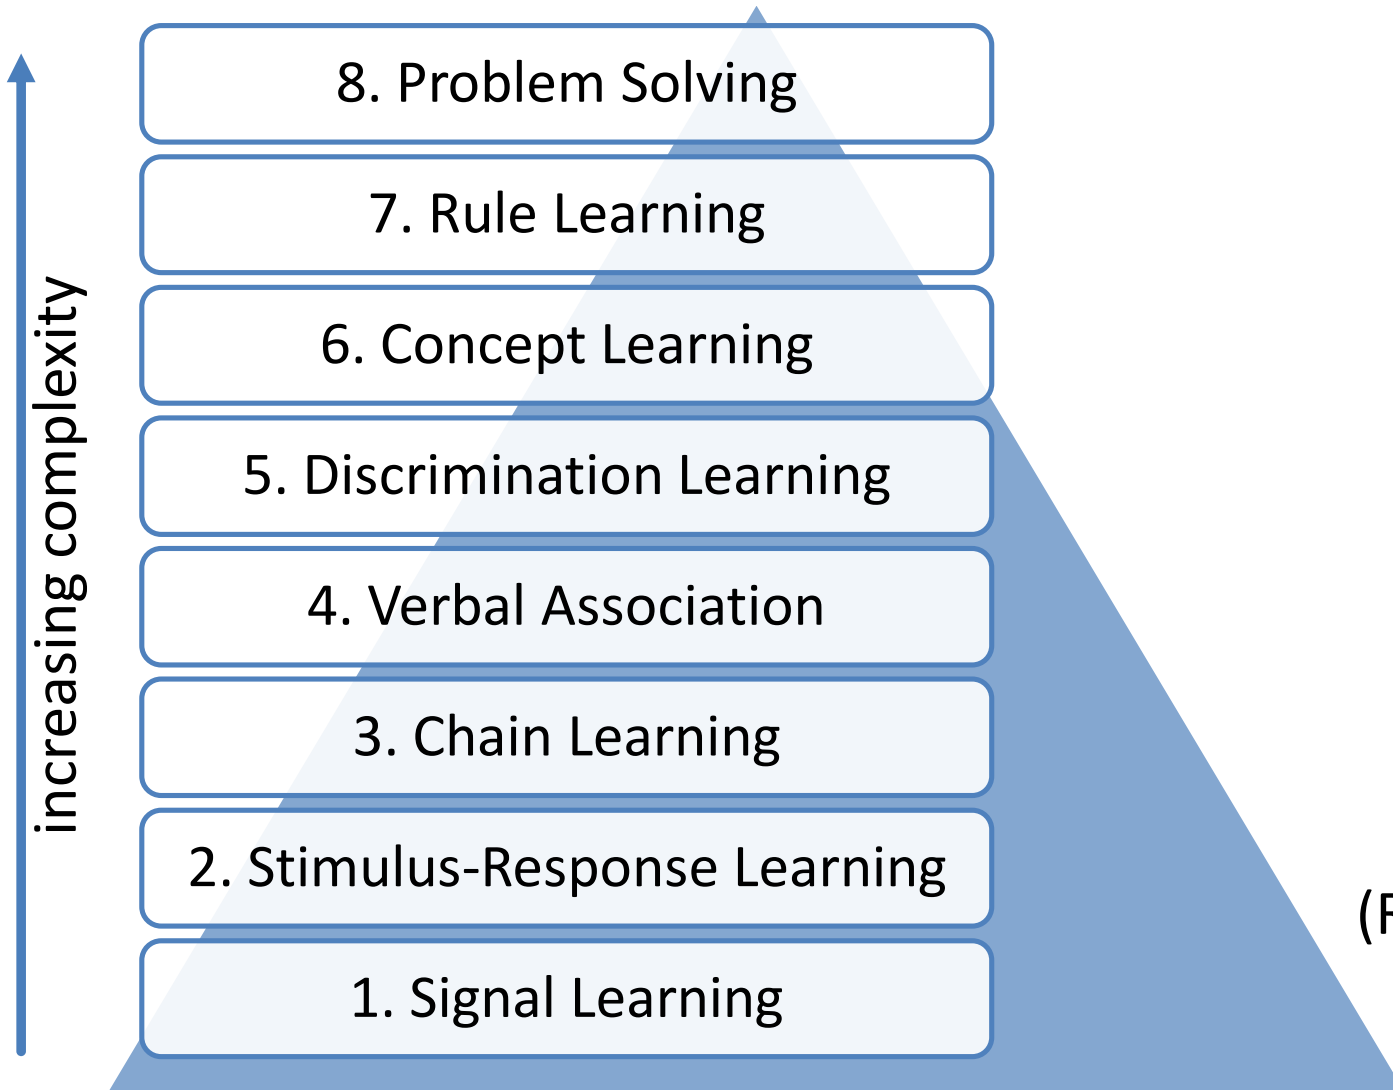 8. Problem Solving
7. Rule Learning
6. Concept Learning
5. Discrimination Learning
4. Verbal Association
3. Chain Learning
2. Stimulus-Response Learning
1. Signal Learning
increasing complexity